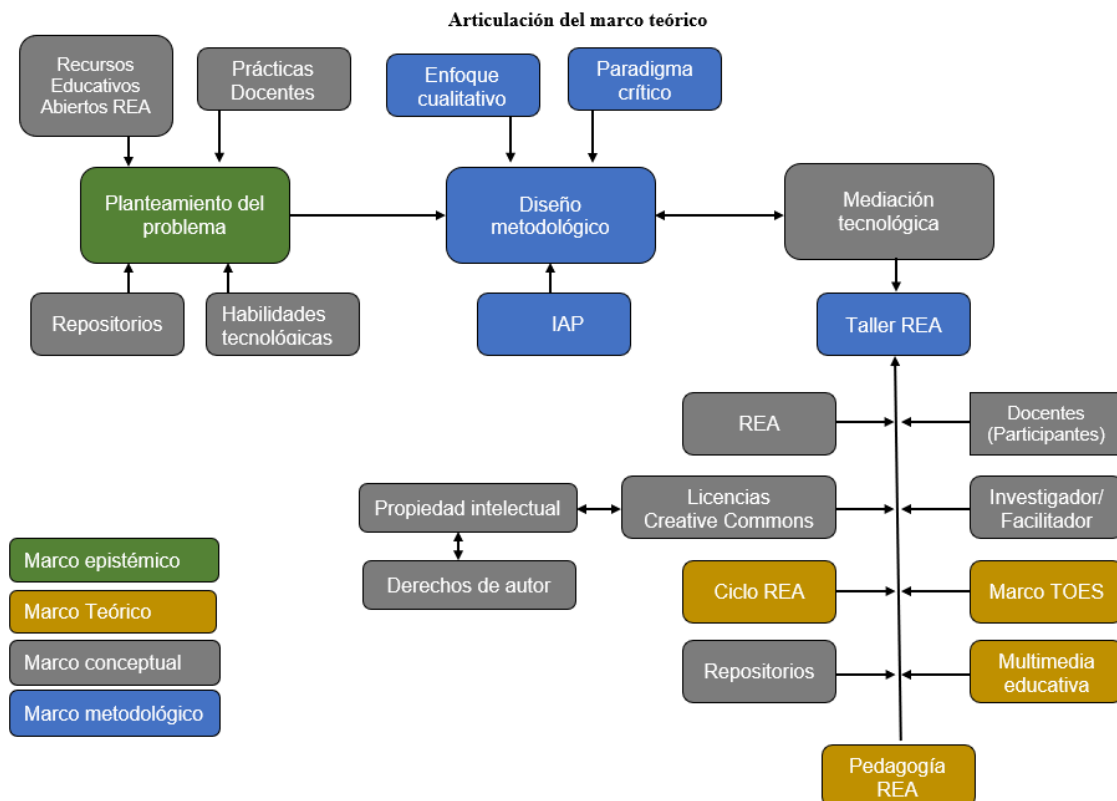 Articulación del marco teórico
Recursos
Educativos
Abiertos REA
Prácticas
Docentes
Enfoque
cualitativo
Paradigma
crítico
Planteamiento del
problema
Diseño
metodológico
Mediación
tecnológica
Repositorios
Habilidades
tecnológicas
IAP
Taller REA
REA
Docentes
(Participantes)
Propiedad intelectual
Licencias
Creative Commons
Investigador/
Facilitador
Derechos de autor
Ciclo REA
Marco TOES
Repositorios
Multimedia
educativa
Pedagogía
REA
Marco epistémico
Marco Teórico
Marco conceptual
Marco metodológico